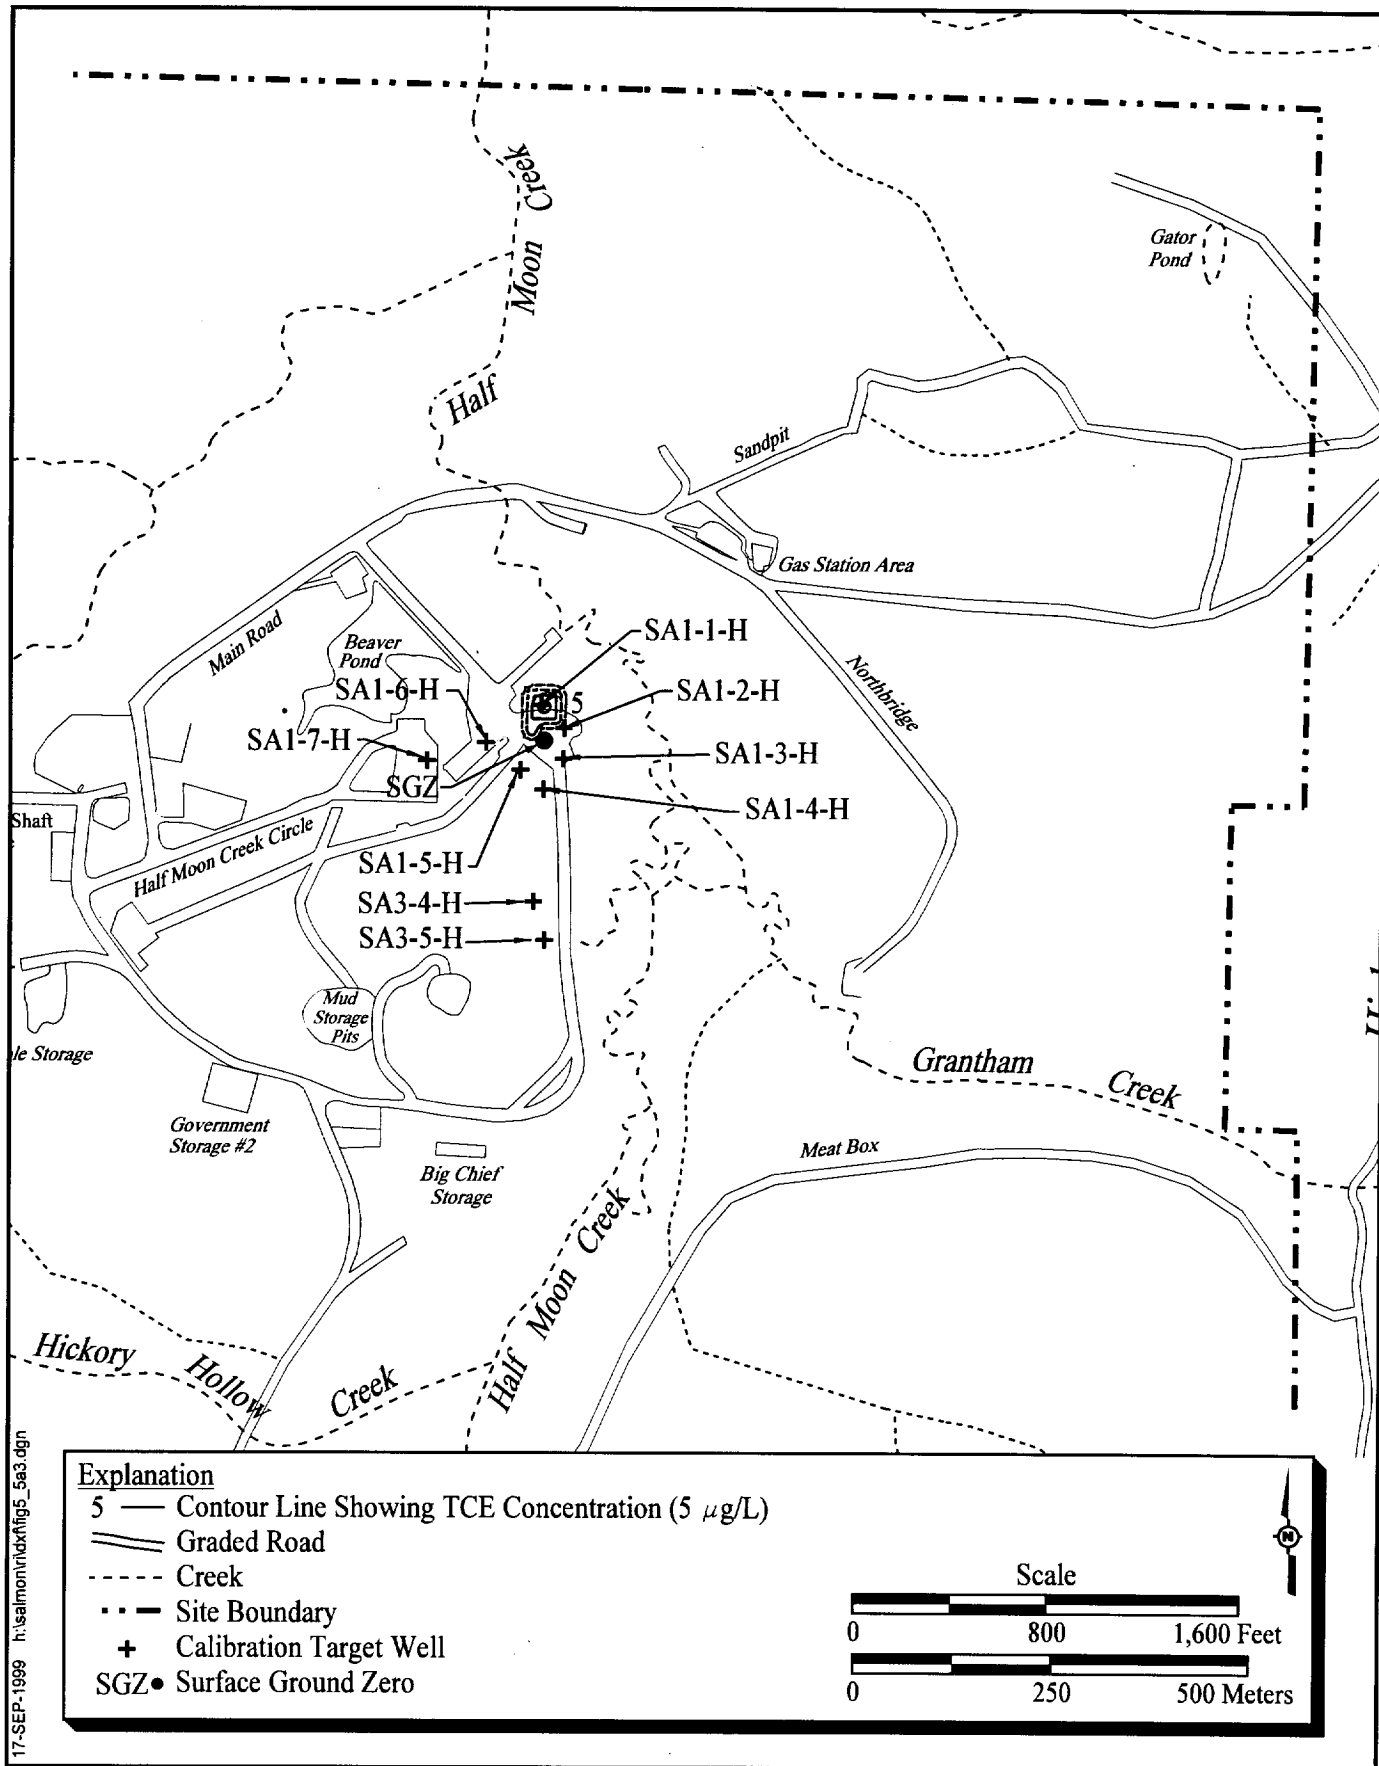 Moon Creek
Half
Gator
Pond
Sandpit
Gas Station Area
Main Road
Beaver
Pond
SA1-1-H
5
SA1-2-H
Northbridge
SA1-6-H
SA1-7-H
SA1-3-H
SGZ
SA1-4-H
Shaft
Half Moon Creek Circle
SA1-5-H
SA3-4-H
SA3-5-H
Mud
Storage
Pits
le Storage
Grantham Creek
Government
Storage #2
Meat Box
Big Chief
Storage
Half Moon Creek
Hickory Hollow Creek
Explanation
5 — Contour Line Showing TCE Concentration (5 µg/L)
Graded Road
Creek
Site Boundary
+ Calibration Target Well
SGZ● Surface Ground Zero
Scale
0 800 1,600 Feet
0 250 500 Meters
N
17-SEP-1999 h:\salmon\ri\dxf\fig5_5a3.dgn